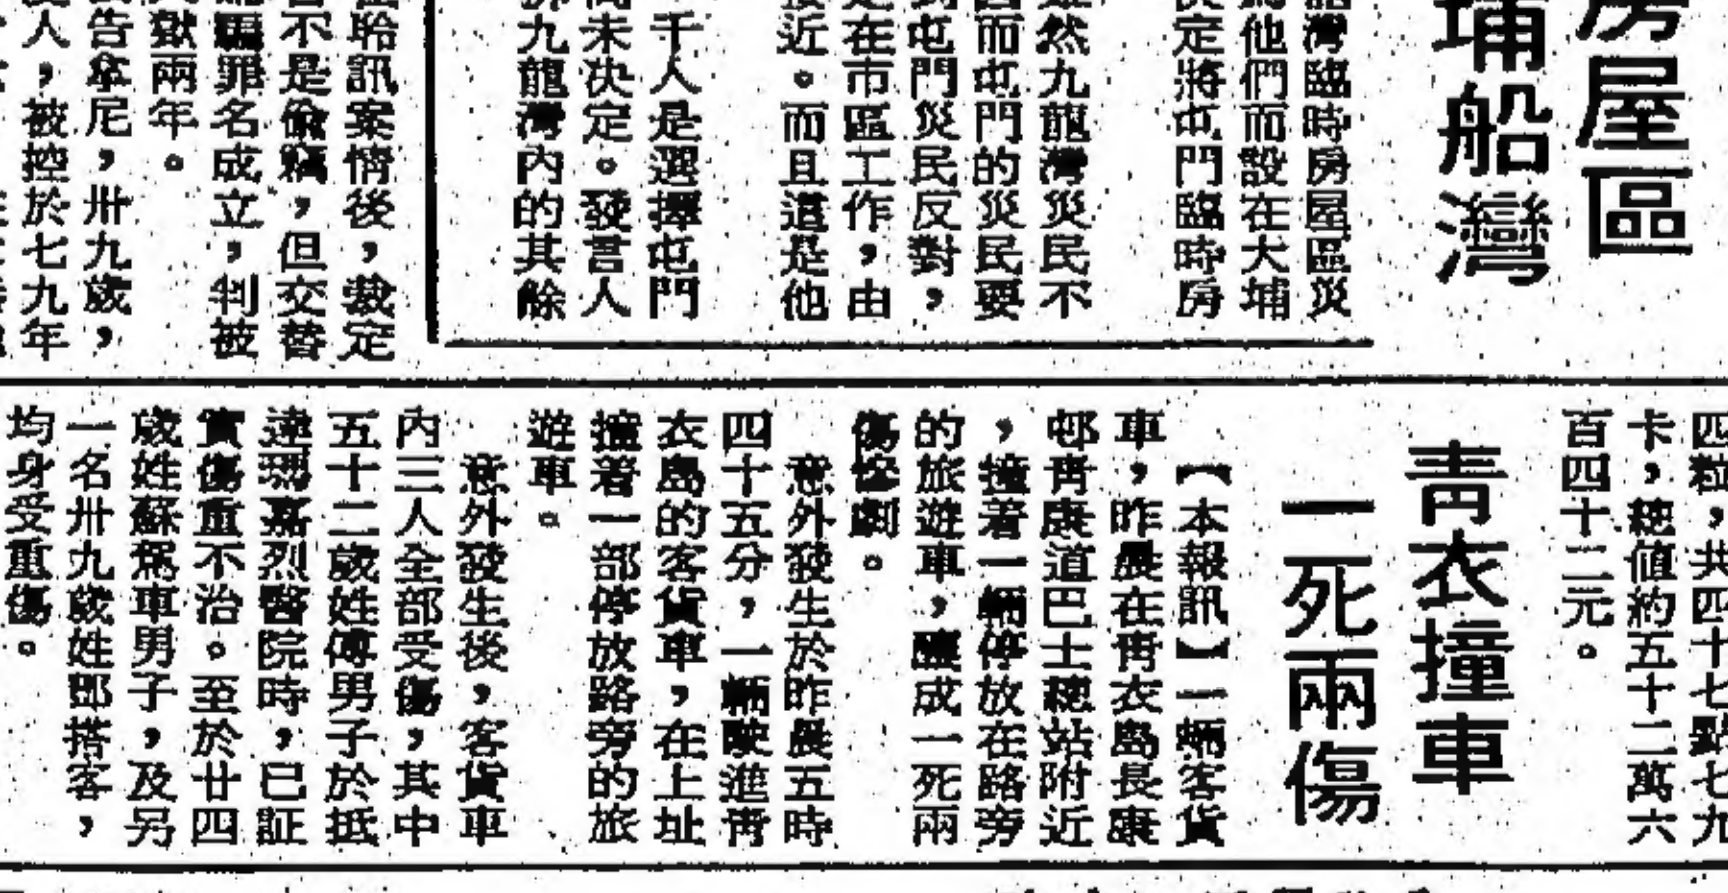 房屋區
埔船灣
灣臨時房屋區災
他們而設在大埔
定將屯門臨時房
然九龍灣災民不
而屯門的災民要
屯門災民反對，
在市區工作，由
近。而且這是他
千人是選擇屯門
未决定。發言人
九龍灣內的其餘
聆訊案情後，裁定
不是偷竊，但交替
騙罪名成立，判被
獄兩年。
告拿尼，卅九歲，
人，被控於七九年
四粒，共四十七點七九
卡，總值約五十二萬六
百四十二元。
青衣撞車
一死兩傷
【本報訊】一輛客貨
車，昨晨在青衣島長康
邨青康道巴士總站附近
，撞着一輛停放在路旁
的旅遊車，釀成一死兩
傷慘劇。
意外發生於昨晨五時
四十五分，一輛駛進青
衣島的客貨車，在上址
撞着一部停放路旁的旅
遊車。
意外發生後，客貨車
內三人全部受傷，其中
五十二歲姓傅男子於抵
達瑪嘉烈醫院時，已証
實傷重不治。至於廿四
歲姓蘇駕車男子，及另
一名卅九歲姓鄧搭客，
均身受重傷。